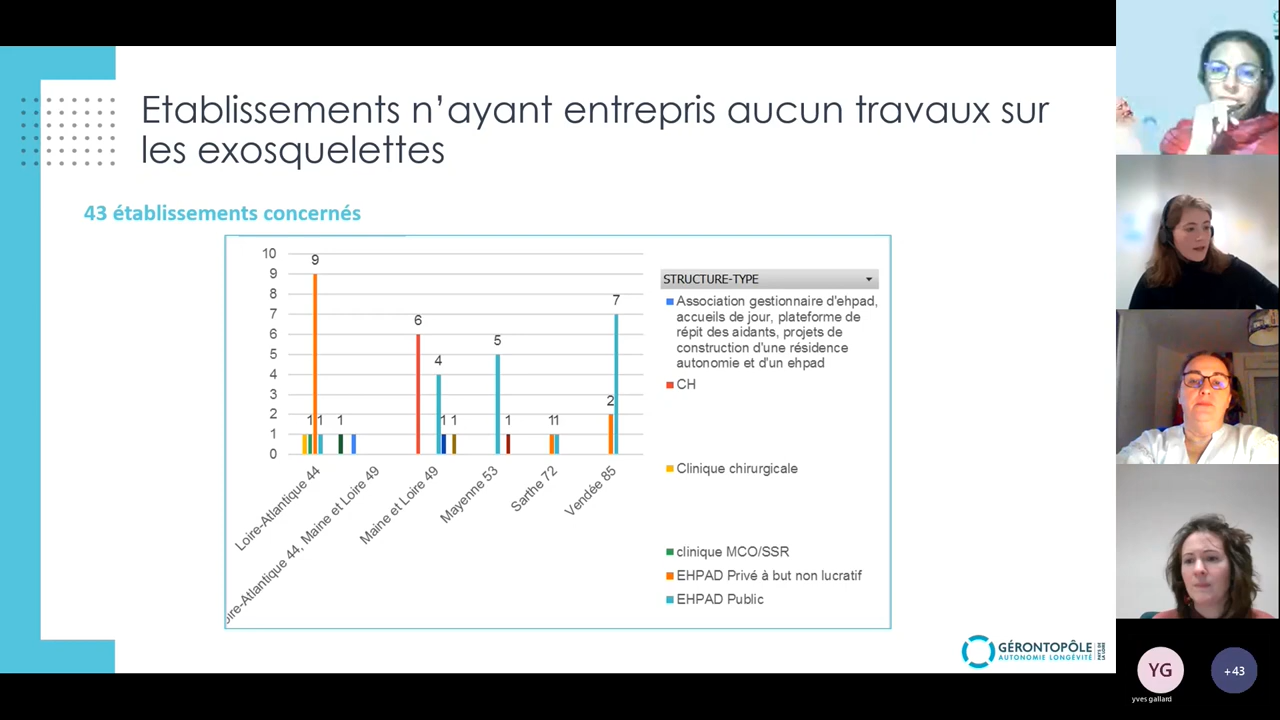 Etablissements n'ayant entrepris aucun travaux sur
les exosquelettes
43 établissements concernés
10
9
8
7
6
5
4
3
2
1
0
1
9
1
1
6
4
1
1
5
1
1
1
2
7
Loire-Atlantique 44
oire-Atlantique 44, Maine et Loire 49
Maine et Loire 49
Mayenne 53
Sarthe 72
Vendée 85
STRUCTURE-TYPE
Association gestionnaire d'ehpad,
accueils de jour, plateforme de
répit des aidants, projets de
construction d'une résidence
autonomie et d'un ehpad
CH
Clinique chirurgicale
clinique MCO/SSR
EHPAD Privé à but non lucratif
EHPAD Public
GÉRONTOPÔLE
AUTONOMIE LONGÉVITÉ
PAYS DE
LA LOIRE
YG
yves gallard
+43